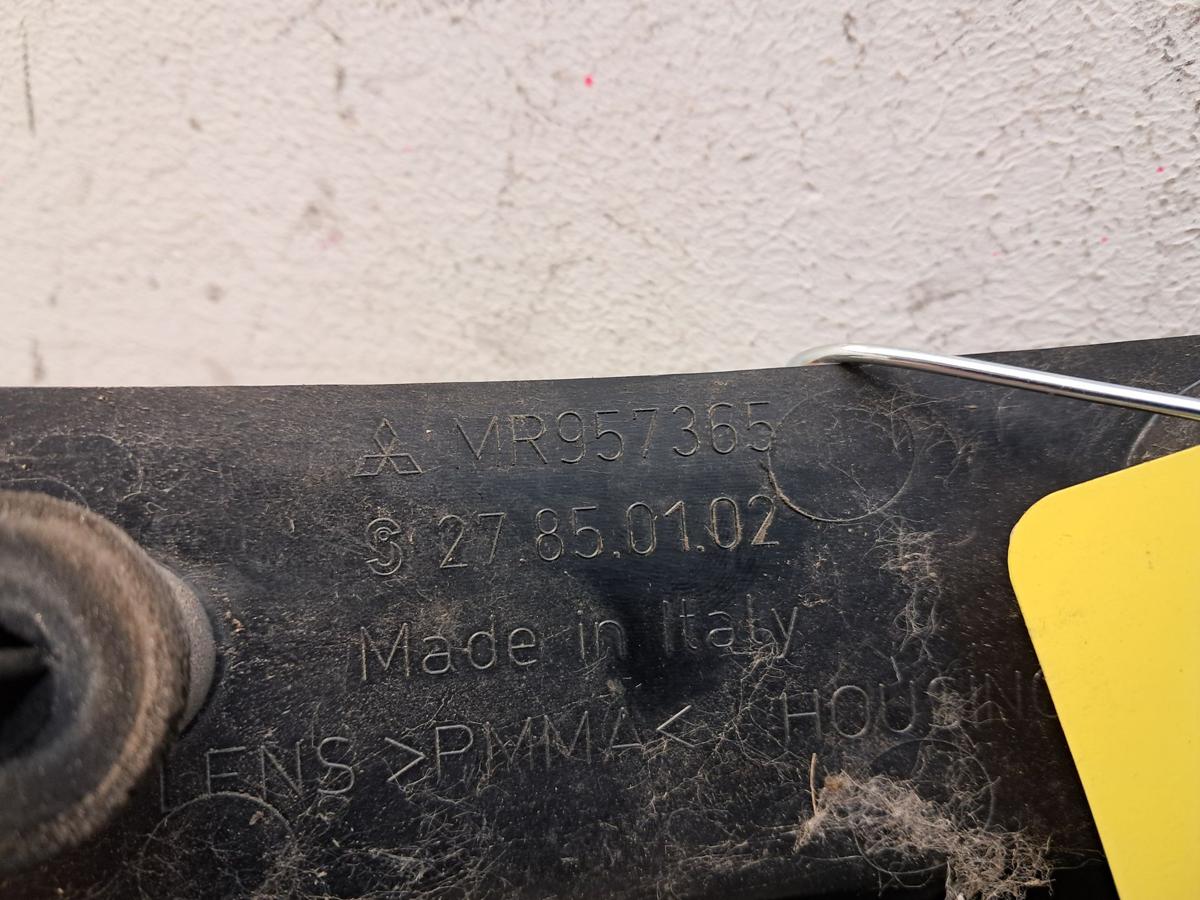 MR957365
27.85.01.02
Made in Italy
LENS >PMMA< HOUSING